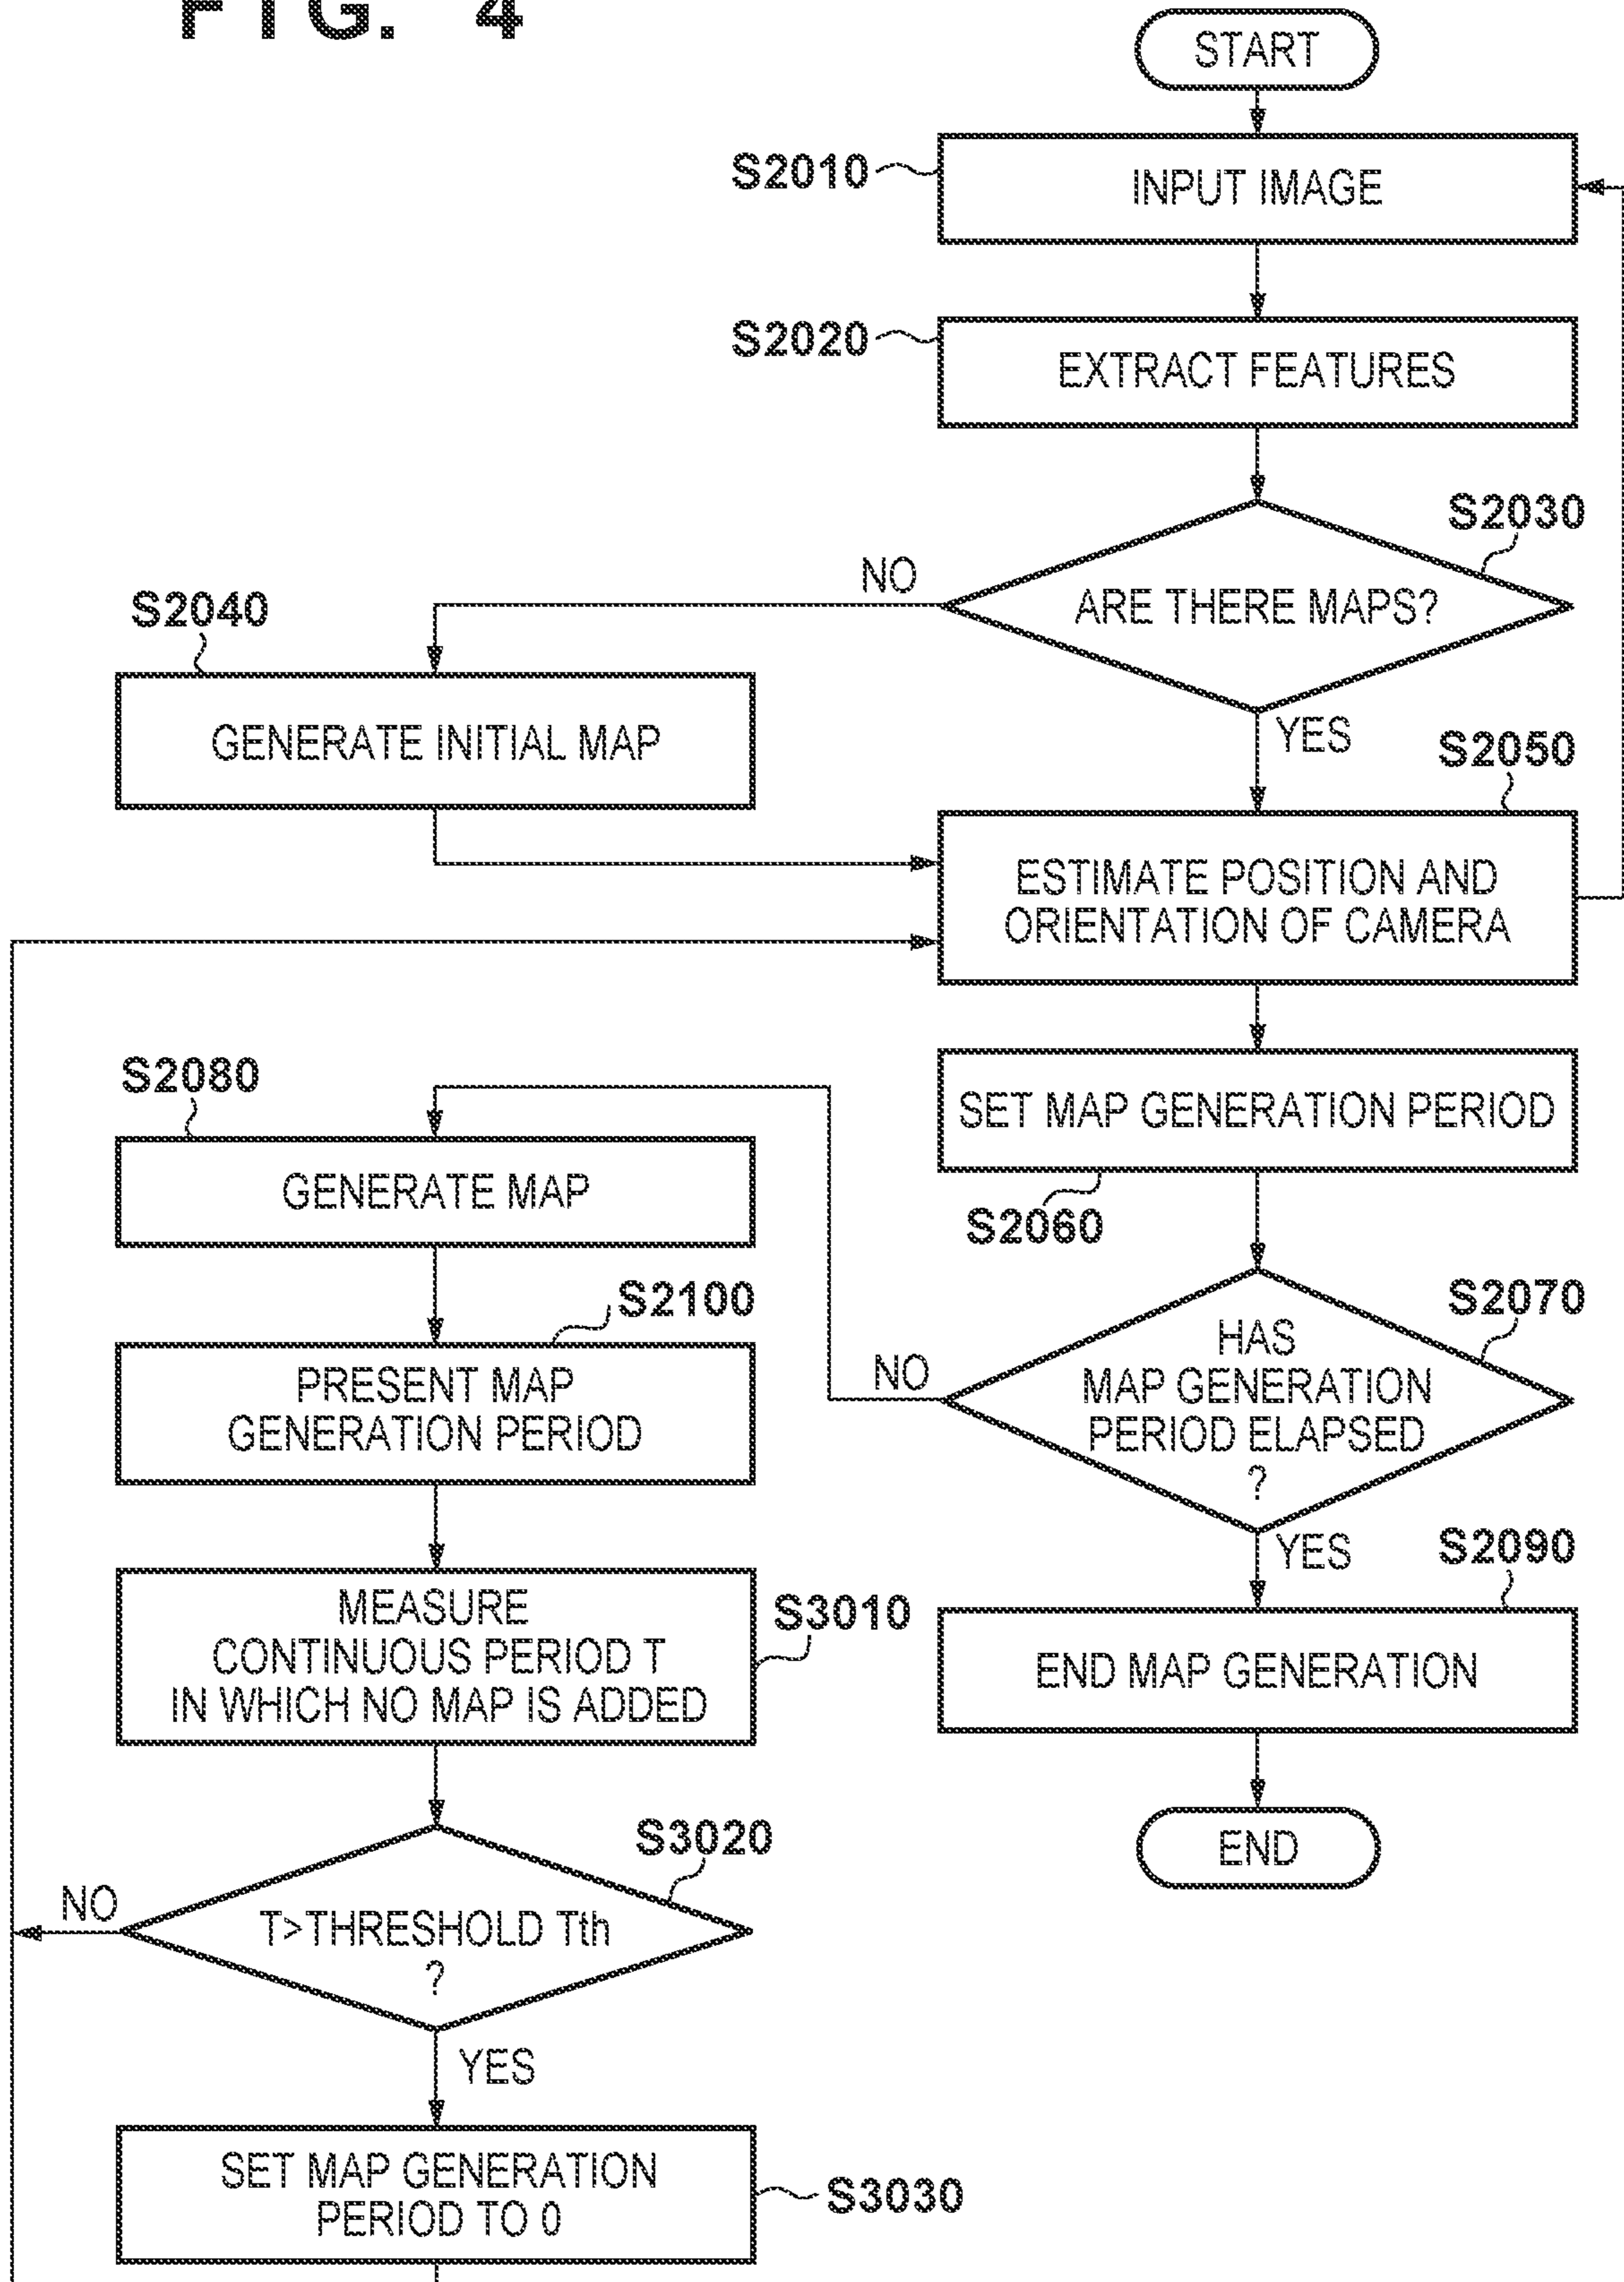 FIG. 4
START
S2010
INPUT IMAGE
S2020
EXTRACT FEATURES
S2030
NO
ARE THERE MAPS?
S2040
GENERATE INITIAL MAP
YES
S2050
ESTIMATE POSITION AND
ORIENTATION OF CAMERA
S2080
SET MAP GENERATION PERIOD
GENERATE MAP
S2060
S2100
S2070
HAS
MAP GENERATION
PERIOD ELAPSED
?
NO
PRESENT MAP
GENERATION PERIOD
YES
S2090
MEASURE
CONTINUOUS PERIOD T
IN WHICH NO MAP IS ADDED
S3010
END MAP GENERATION
S3020
END
NO
T>THRESHOLD Tth
?
YES
SET MAP GENERATION
PERIOD TO 0
S3030